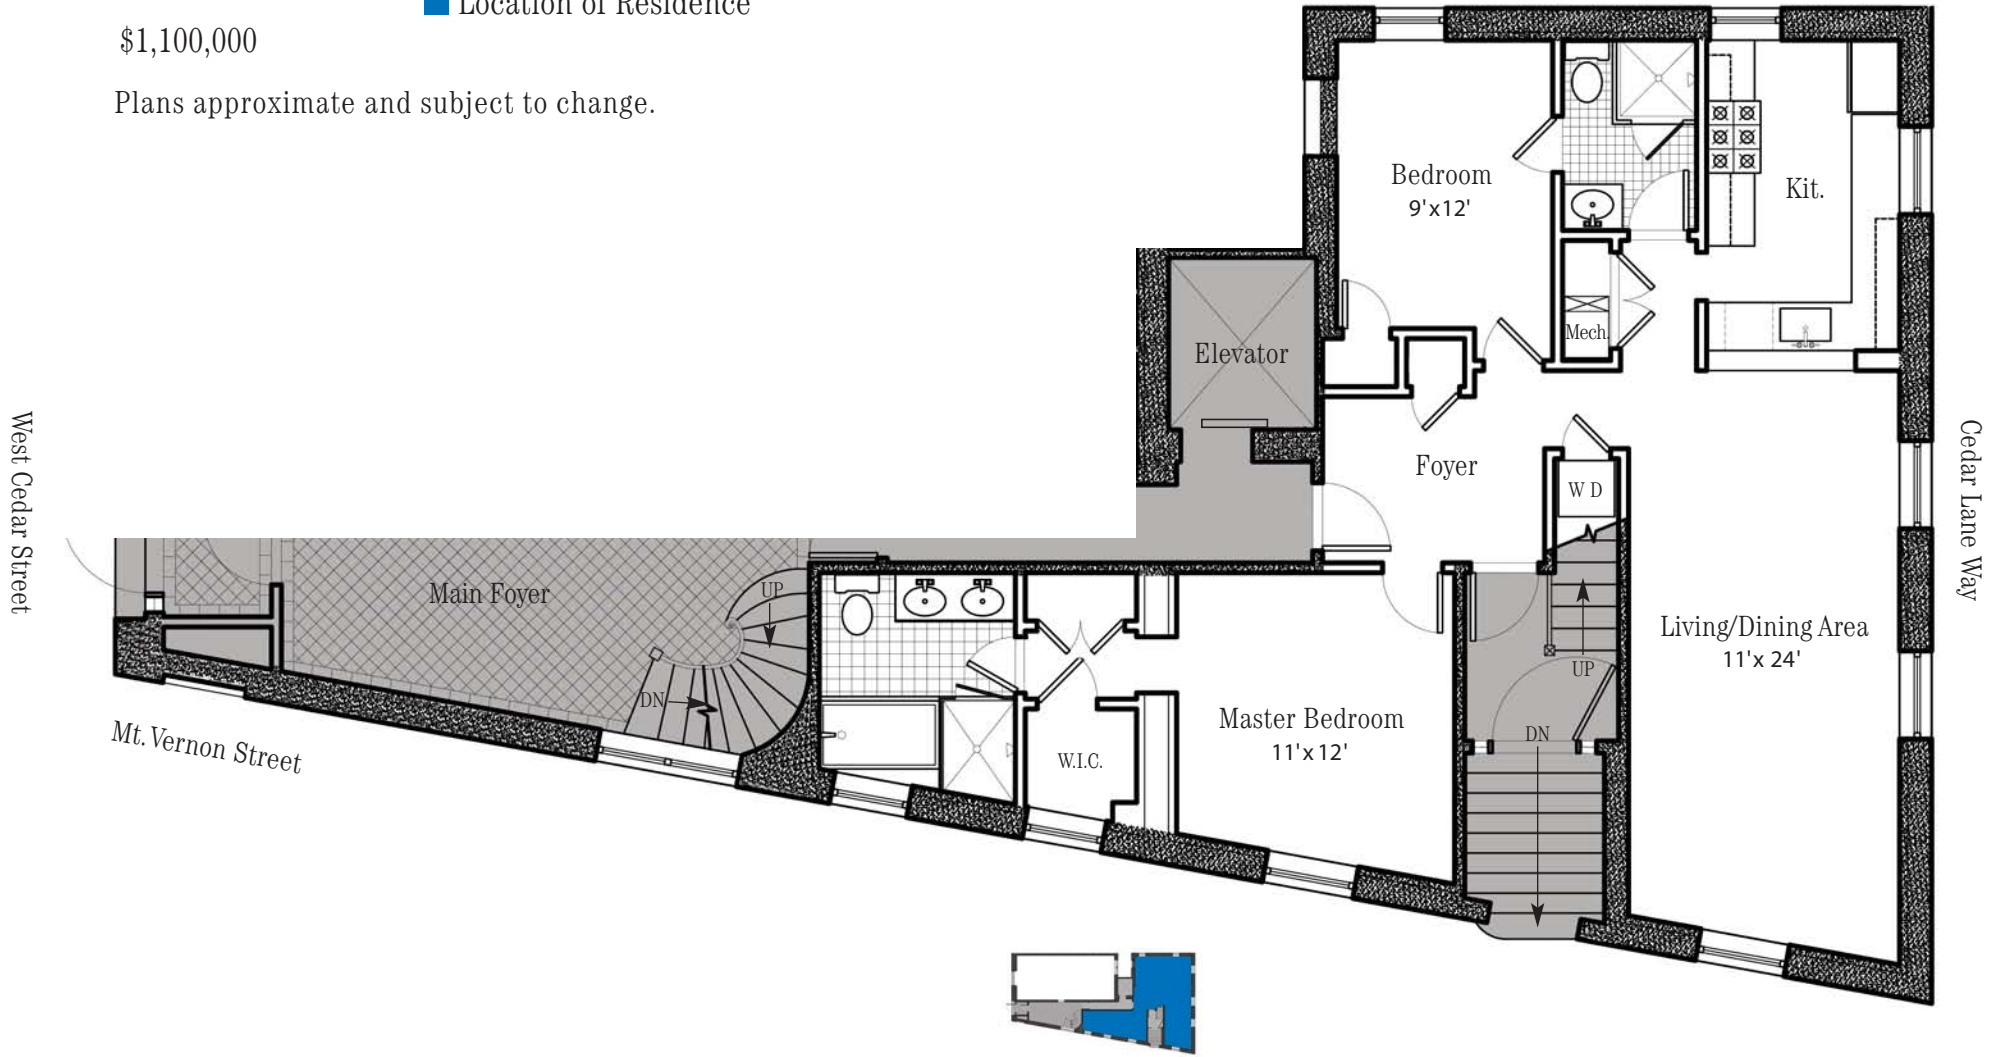 Location of Residence
$1,100,000
Plans approximate and subject to change.
Bedroom
9'x12'
Kit.
Mech.
Elevator
Foyer
W D
West Cedar Street
Cedar Lane Way
Main Foyer
UP
DN
UP
DN
Living/Dining Area
11'x 24'
Master Bedroom
11'x 12'
W.I.C.
Mt. Vernon Street